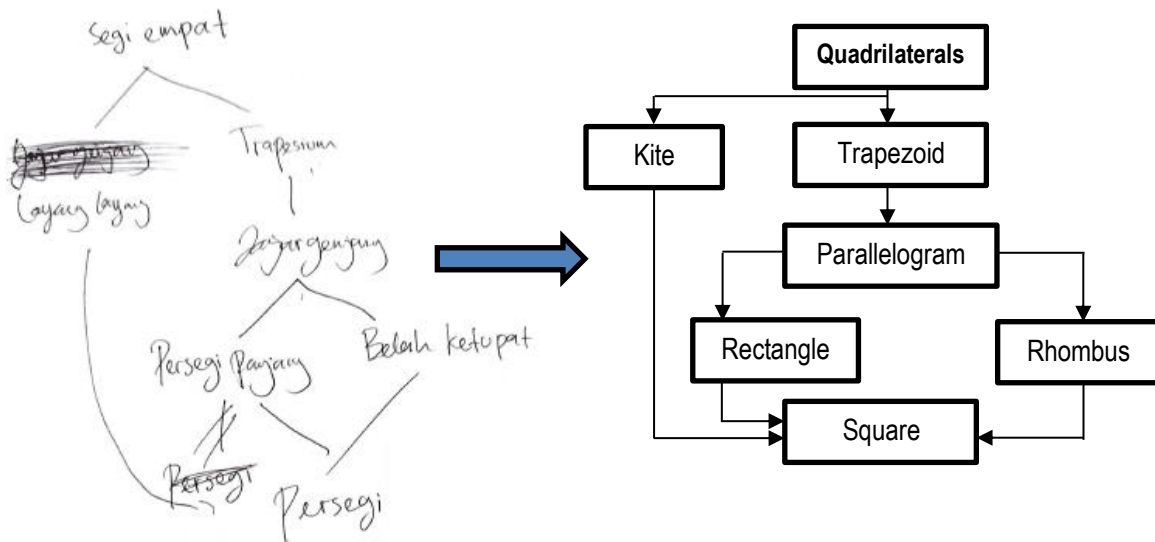 Segi empat
Jajargenjang
Trapesium
Layang layang
Jajargenjang
Persegi Panjang
Belah ketupat
Persegi
Persegi
Quadrilaterals
Kite
Trapezoid
Parallelogram
Rectangle
Rhombus
Square